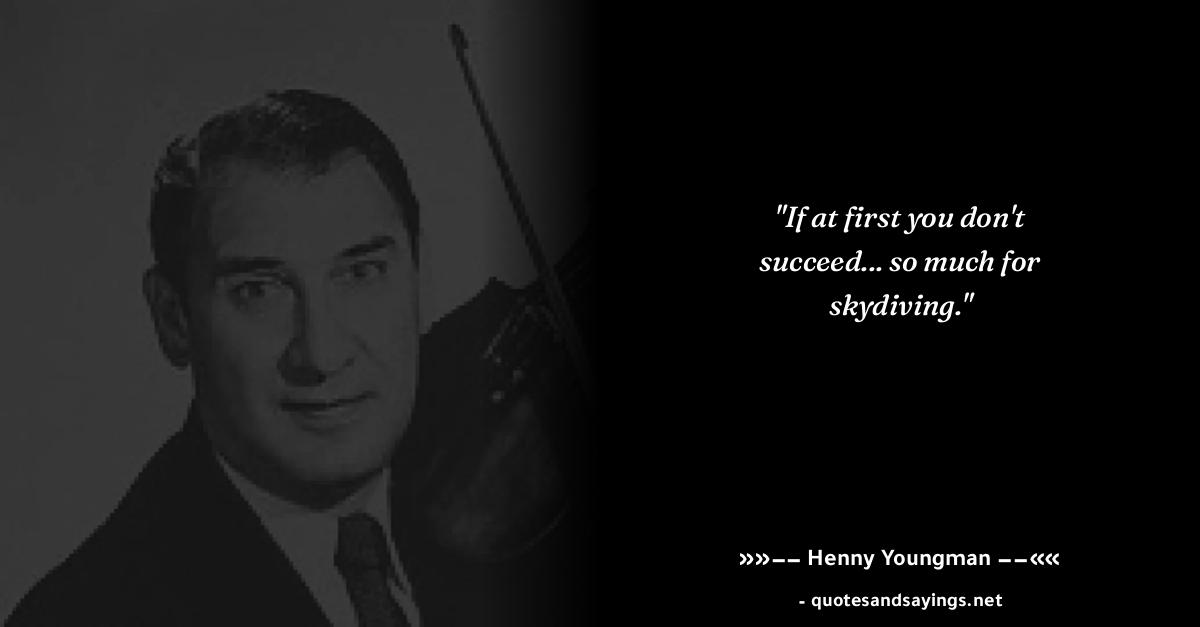 "If at first you don't
succeed... so much for
skydiving."
»»−− Henny Youngman −−««
- quotesandsayings.net